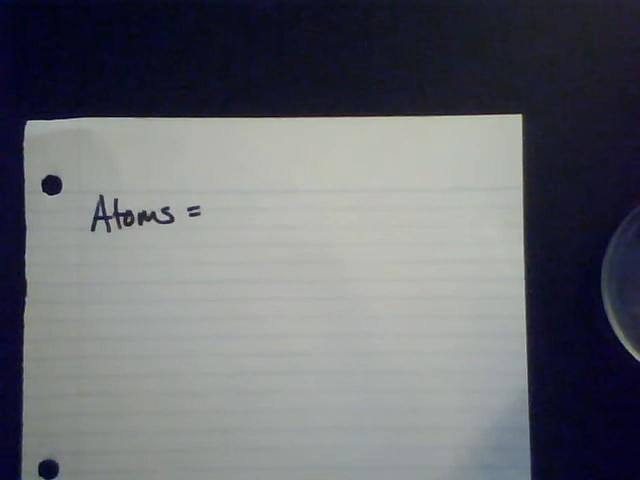 Atoms =